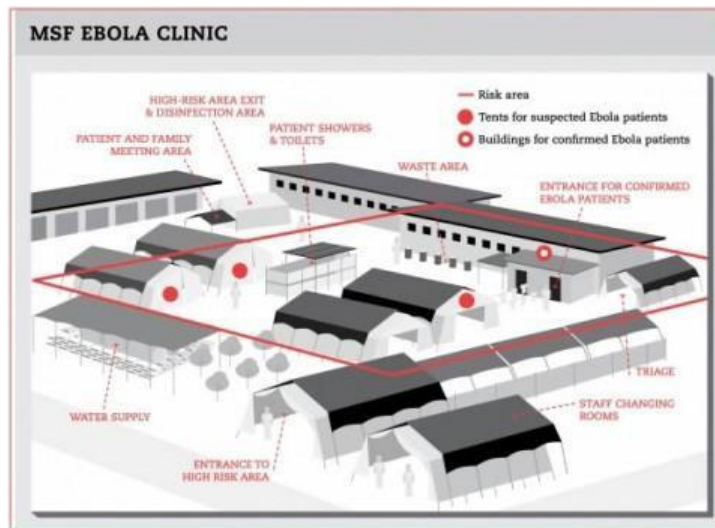 MSF EBOLA CLINIC
HIGH-RISK AREA EXIT
& DISINFECTION AREA
PATIENT AND FAMILY
MEETING AREA
PATIENT SHOWERS
& TOILETS
WASTE AREA
Risk area
Tents for suspected Ebola patients
Buildings for confirmed Ebola patients
ENTRANCE FOR CONFIRMED
EBOLA PATIENTS
WATER SUPPLY
ENTRANCE TO
HIGH RISK AREA
STAFF CHANGING
ROOMS
TRIAGE